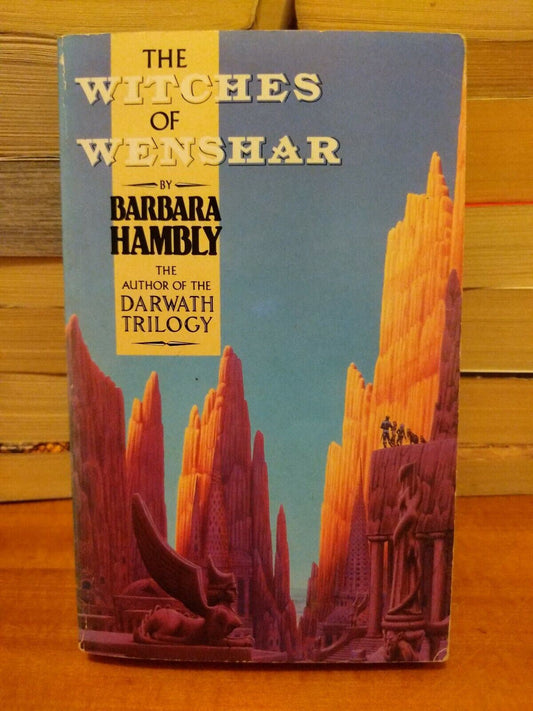 THE
WITCHES
OF
WENSHAR
BY
BARBARA
HAMBLY
THE
AUTHOR OF THE
DARWATH
TRILOGY